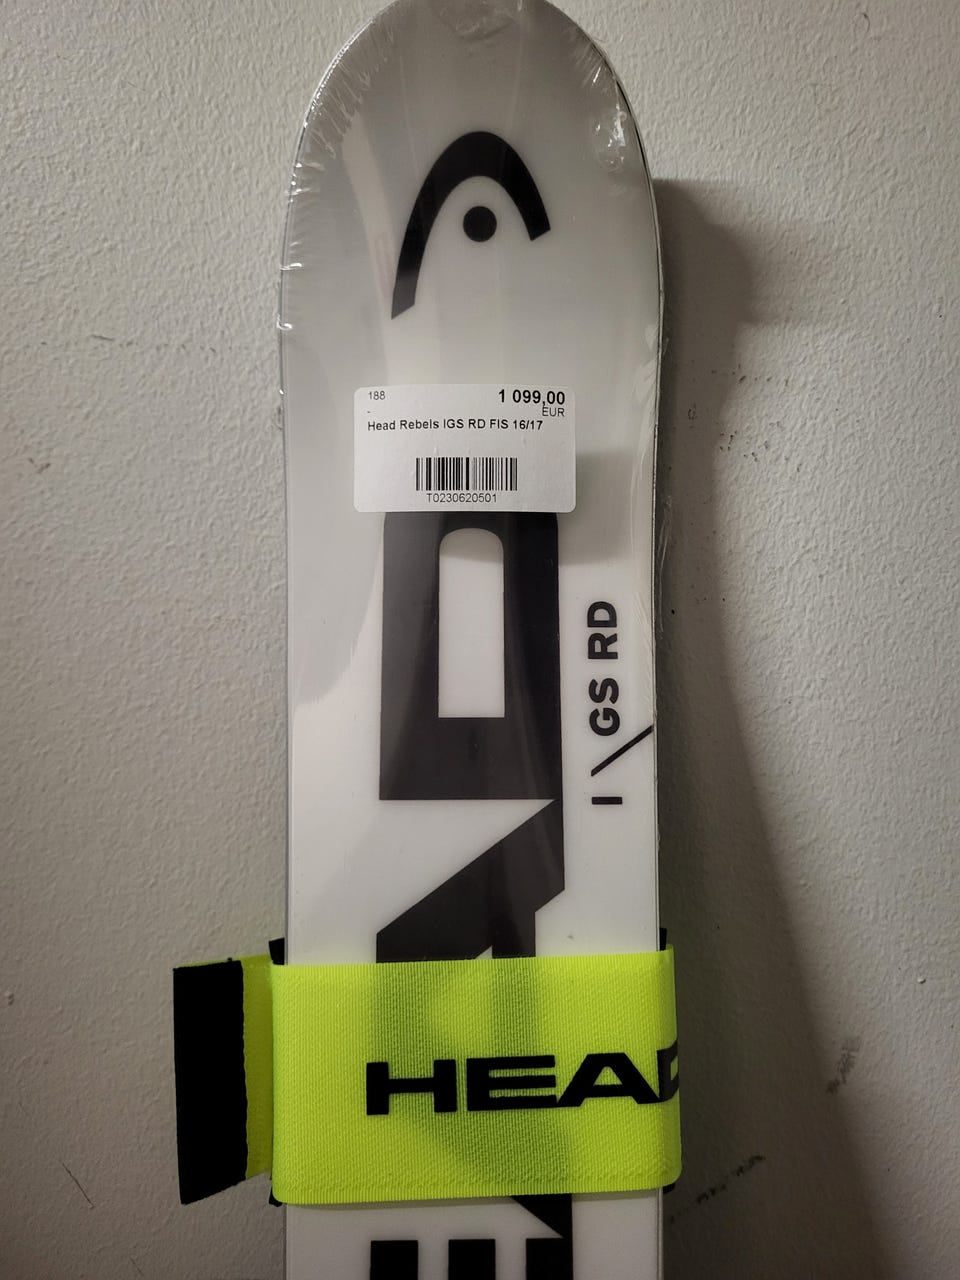 188
1 099,00
-
EUR
Head Rebels IGS RD FIS 16/17
T0230620501
I/GS RD
HEAD